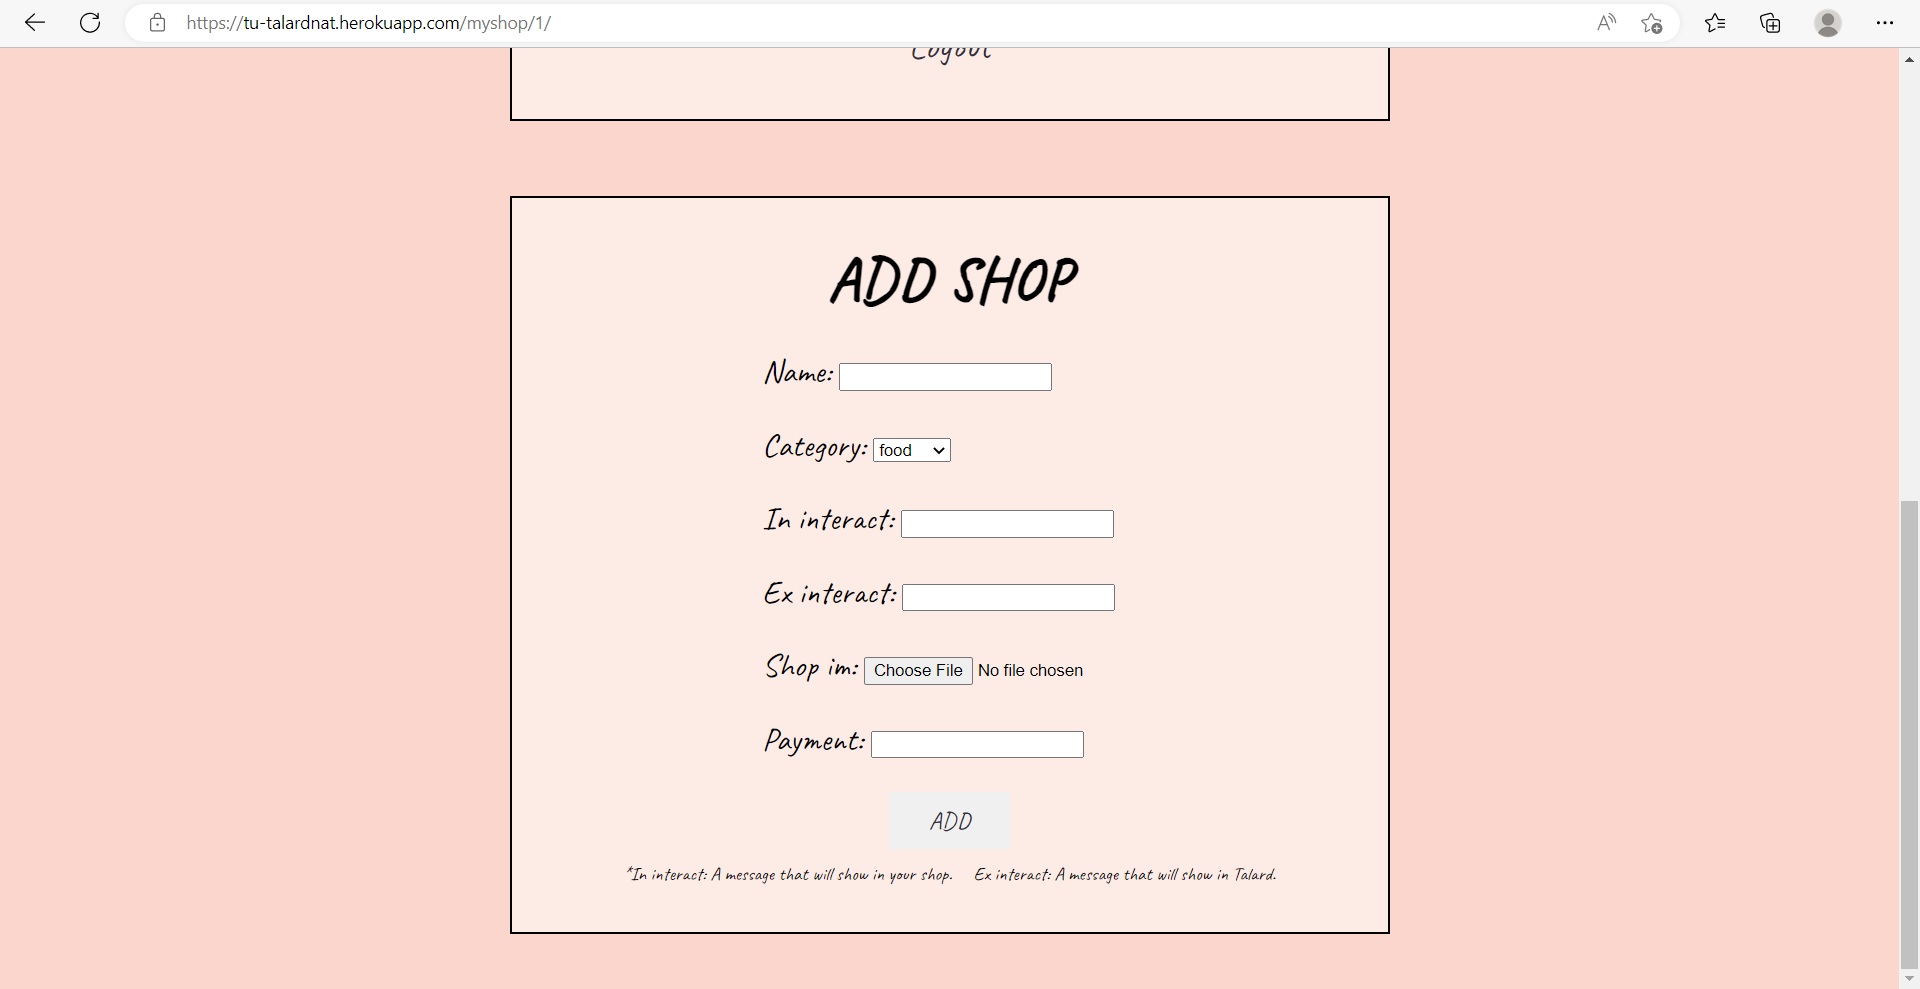 https://tu-talardnat.herokuapp.com/myshop/1/
Logout
ADD SHOP
Name:
Category: food
In interact:
Ex interact:
Shop im: Choose File No file chosen
Payment:
ADD
*In interact: A message that will show in your shop. Ex interact: A message that will show in Talard.